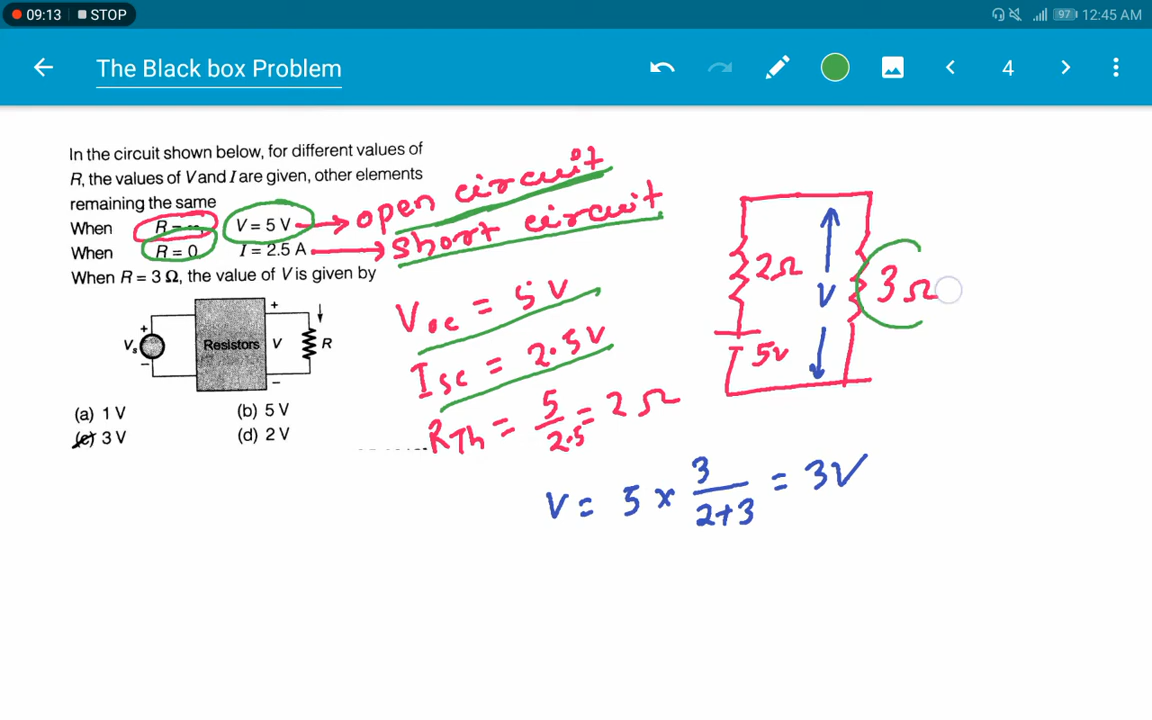 09:13 STOP
97 12:45 AM
The Black box Problem
4
In the circuit shown below, for different values of
R, the values of V and I are given, other elements
remaining the same
When R = ∞, V = 5 V → open circuit
When R = 0 I = 2.5 A → short circuit
When R = 3 Ω, the value of V is given by
Vs + − Resistors + V − R
(a) 1 V (b) 5 V
(c) 3 V (d) 2 V
Voc = 5 V
Isc = 2.5 V
RTh = 5/2.5 = 2 Ω
2Ω V 3 Ω
5v
V = 5 × 3/2+3 = 3V